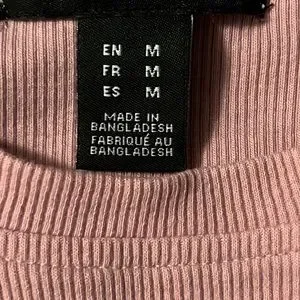 EN M
FR M
ES M
MADE IN
BANGLADESH
FABRIQUÉ AU
BANGLADESH